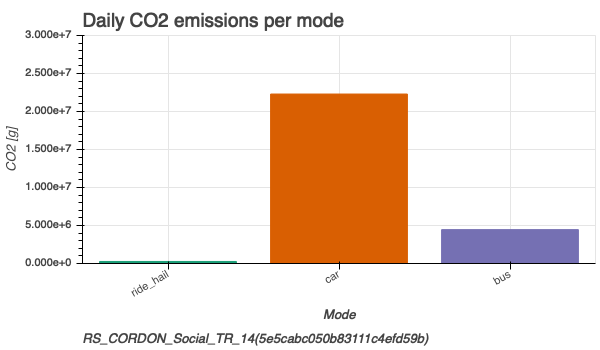 Daily CO2 emissions per mode
3.000e+7
2.500e+7
2.000e+7
1.500e+7
1.000e+7
5.000e+6
0.000e+0
CO2 [g]
ride_hail
car
bus
Mode
RS_CORDON_Social_TR_14(5e5cabc050b83111c4efd59b)